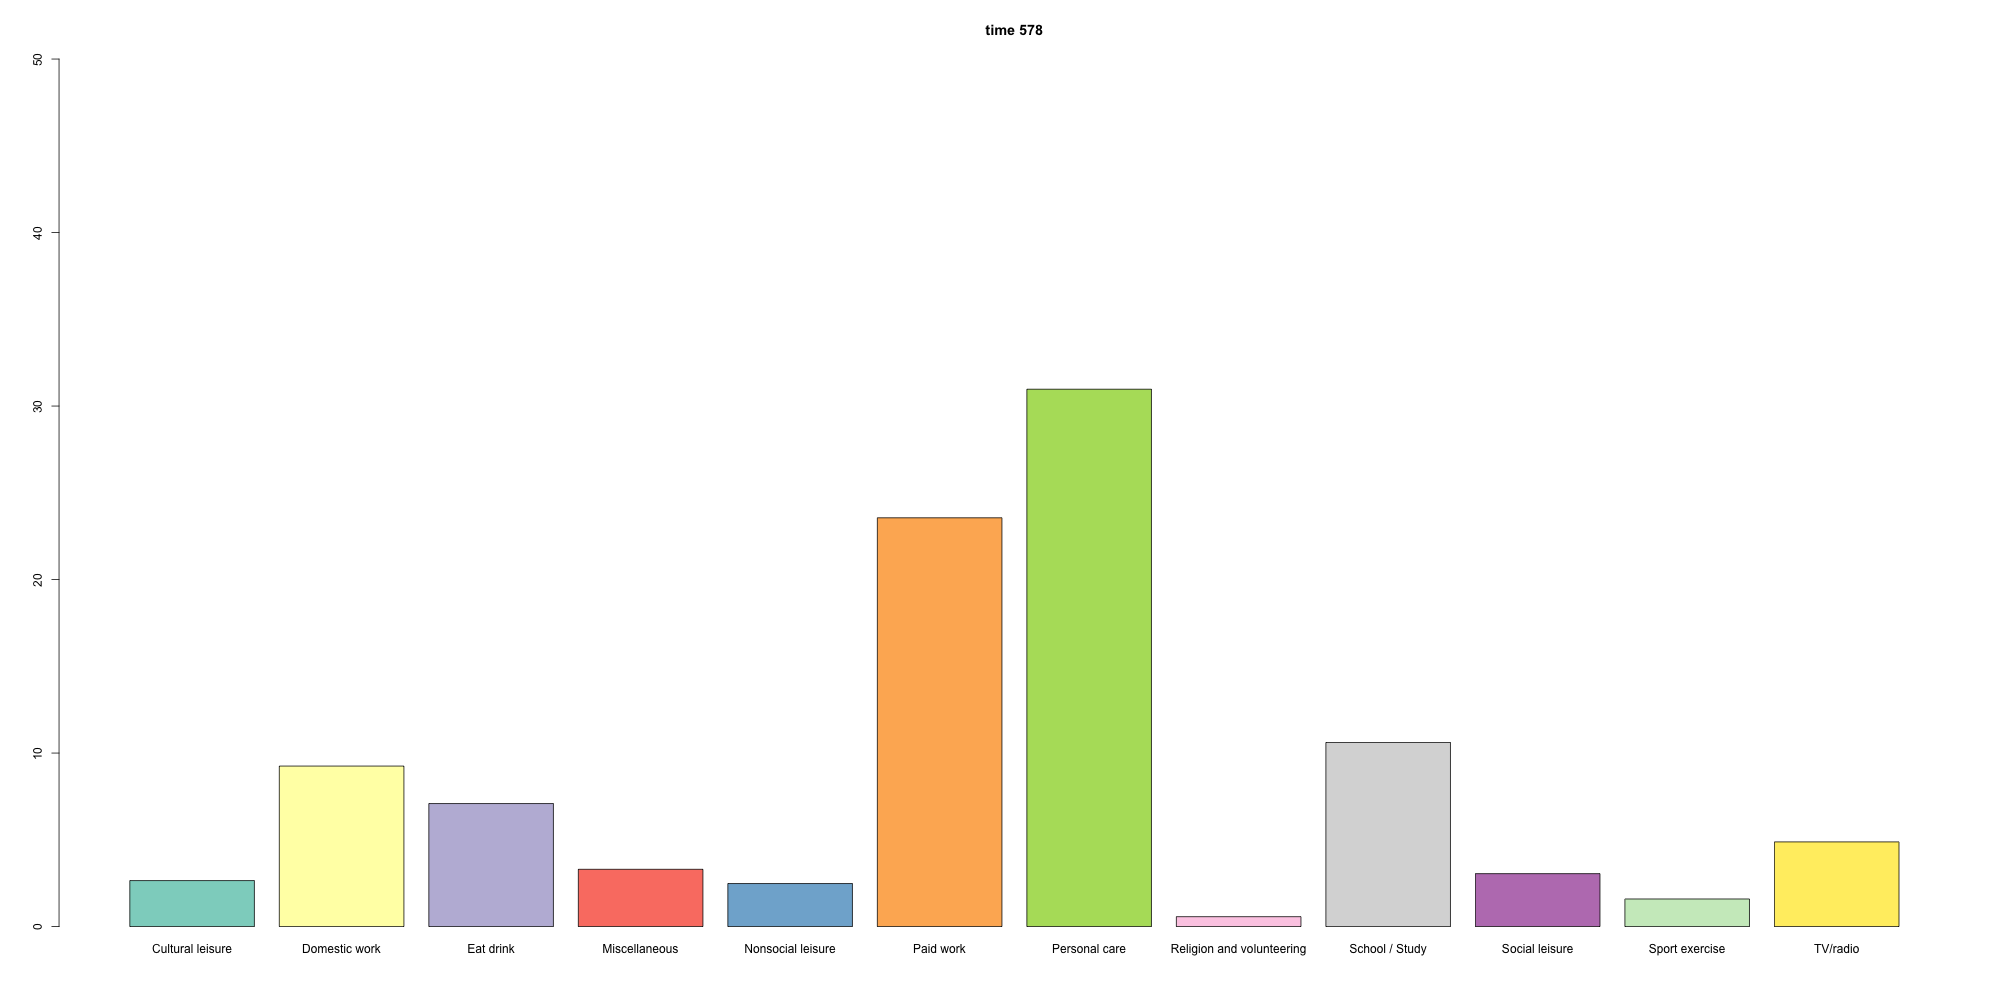 time 578
50
40
30
20
10
0
Cultural leisure
Domestic work
Eat drink
Miscellaneous
Nonsocial leisure
Paid work
Personal care
Religion and volunteering
School / Study
Social leisure
Sport exercise
TV/radio